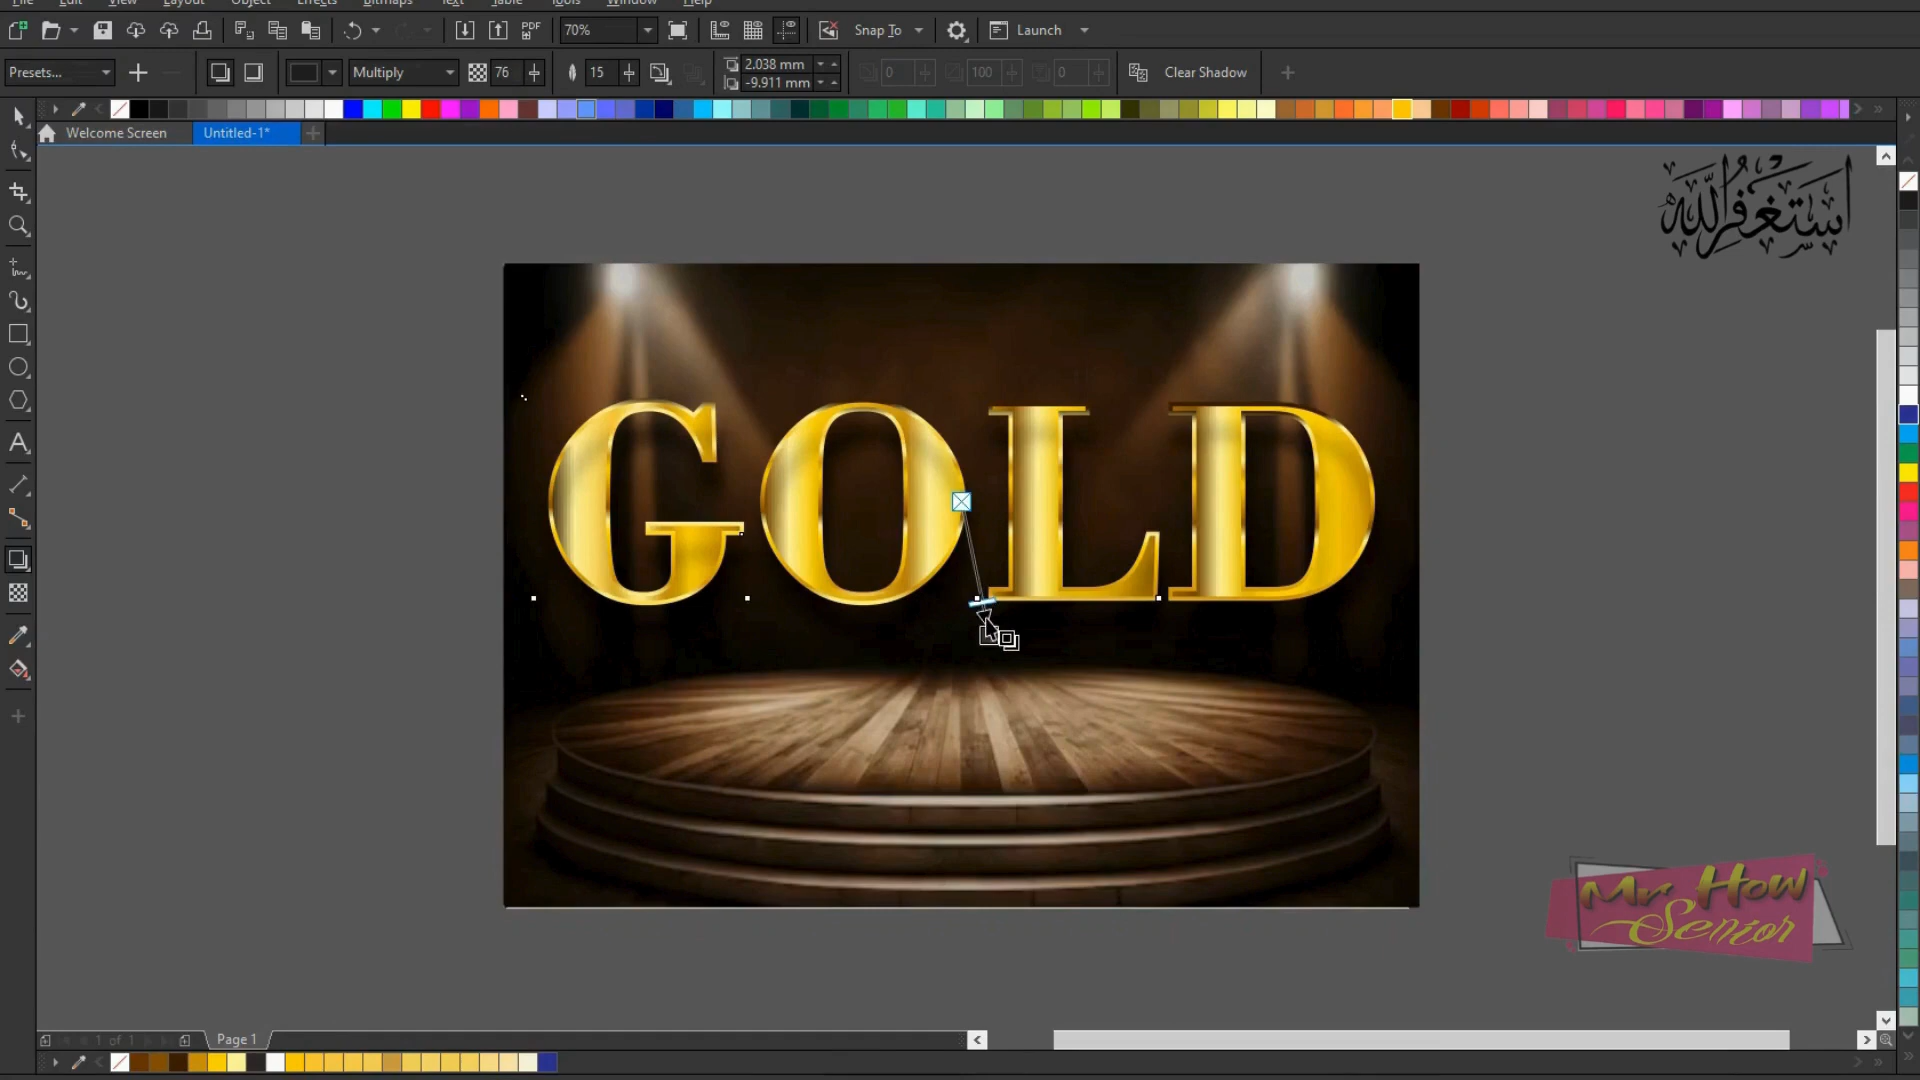 File Edit View Layout Object Effects Bitmaps Text Table Tools Window Help
PDF 70% Snap To Launch
Presets... Multiply 76 15 2.038 mm 0 100 0 Clear Shadow
-9.911 mm
Welcome Screen Untitled-1*
أستغفر الله
GOLD
Mr How
Senior
1 of 1 Page 1